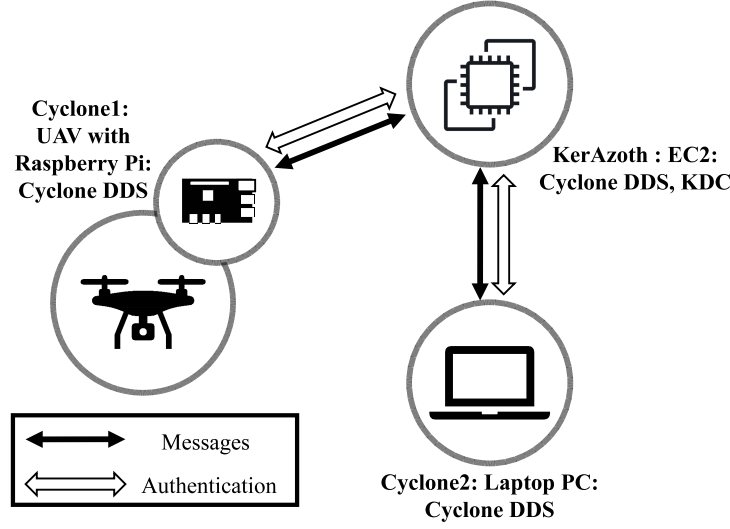 Cyclone1:
UAV with
Raspberry Pi:
Cyclone DDS
KerAzoth : EC2:
Cyclone DDS, KDC
Messages
Authentication
Cyclone2: Laptop PC:
Cyclone DDS